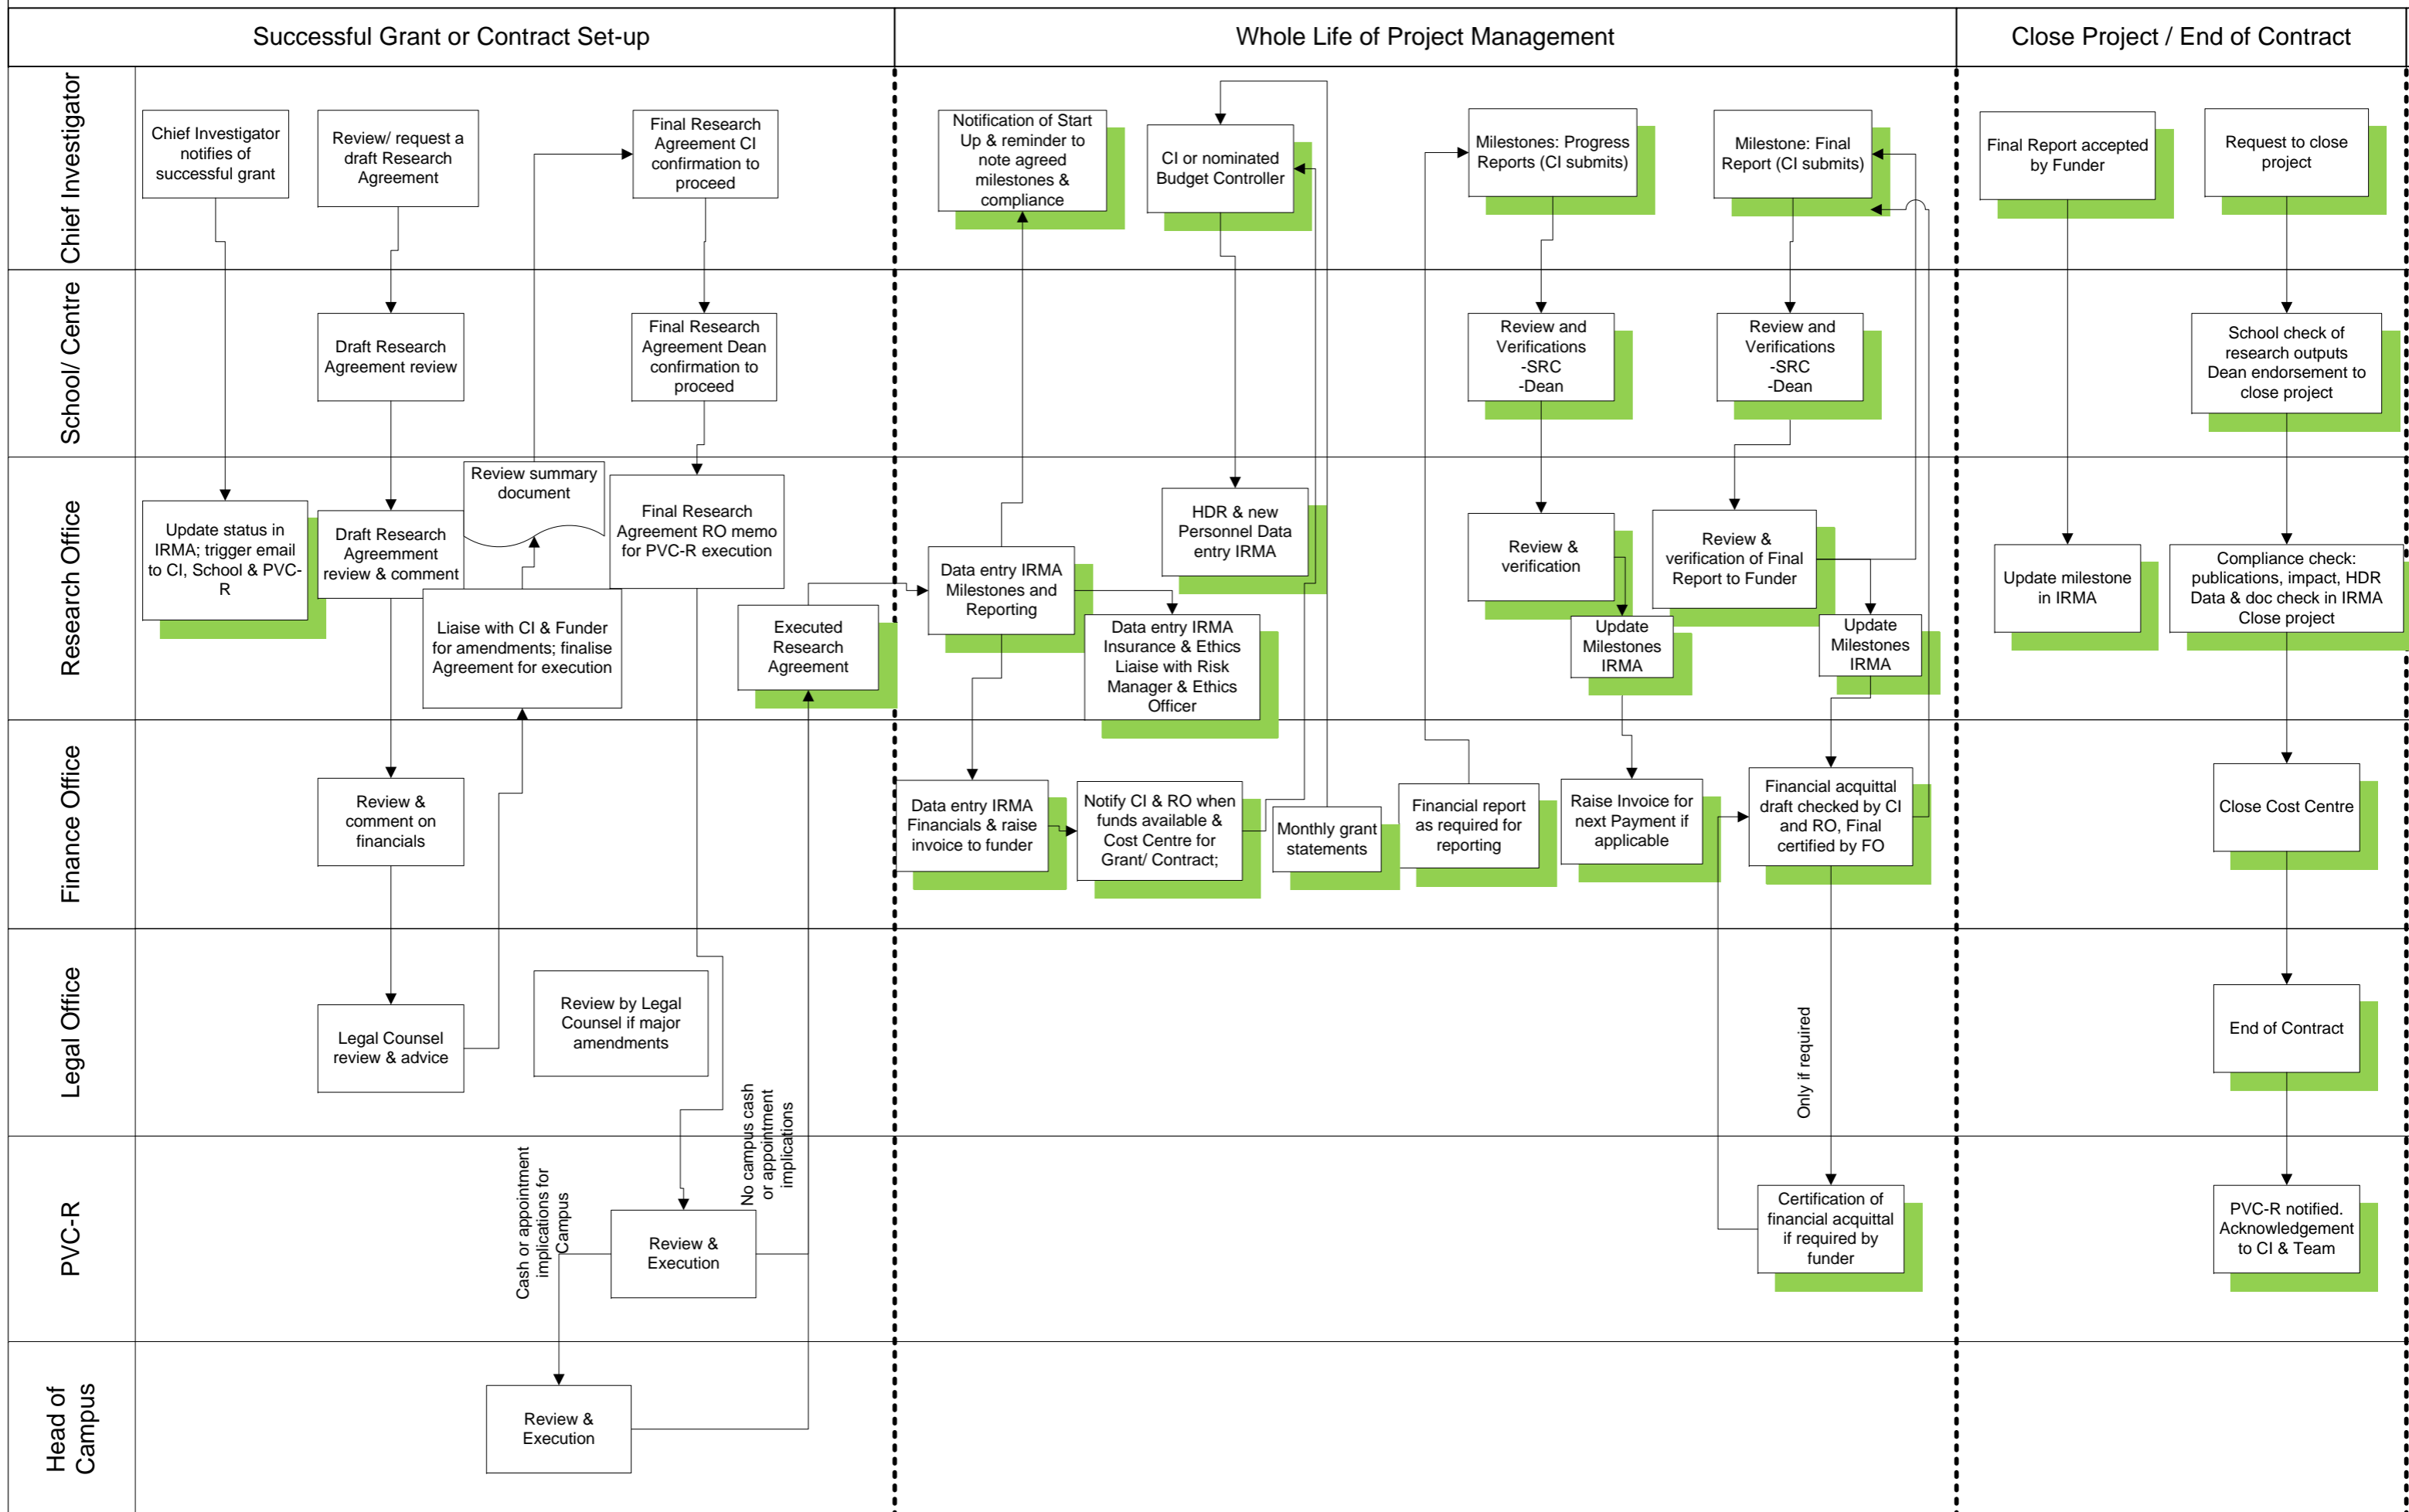 Successful Grant or Contract Set-up
Whole Life of Project Management
Close Project / End of Contract
Chief Investigator
Chief Investigator
notifies of
successful grant
Review/ request a
draft Research
Agreement
Final Research
Agreement CI
confirmation to
proceed
Notification of Start
Up & reminder to
note agreed
milestones &
compliance
CI or nominated
Budget Controller
Milestones: Progress
Reports (CI submits)
Milestone: Final
Report (CI submits)
Final Report accepted
by Funder
Request to close
project
School/ Centre
Draft Research
Agreement review
Final Research
Agreement Dean
confirmation to
proceed
Review and
Verifications
-SRC
-Dean
Review and
Verifications
-SRC
-Dean
School check of
research outputs
Dean endorsement to
close project
Research Office
Update status in
IRMA; trigger email
to CI, School & PVC-
R
Draft Research
Agreemment
review & comment
Review summary
document
Liaise with CI & Funder
for amendments; finalise
Agreement for execution
Final Research
Agreement RO memo
for PVC-R execution
Executed
Research
Agreement
Data entry IRMA
Milestones and
Reporting
Data entry IRMA
Insurance & Ethics
Liaise with Risk
Manager & Ethics
Officer
HDR & new
Personnel Data
entry IRMA
Review &
verification
Update
Milestones
IRMA
Review &
verification of Final
Report to Funder
Update
Milestones
IRMA
Update milestone
in IRMA
Compliance check:
publications, impact, HDR
Data & doc check in IRMA
Close project
Finance Office
Review &
comment on
financials
Data entry IRMA
Financials & raise
invoice to funder
Notify CI & RO when
funds available &
Cost Centre for
Grant/ Contract;
Monthly grant
statements
Financial report
as required for
reporting
Raise Invoice for
next Payment if
applicable
Financial acquittal
draft checked by CI
and RO, Final
certified by FO
Close Cost Centre
Legal Office
Legal Counsel
review & advice
Review by Legal
Counsel if major
amendments
Only if required
End of Contract
PVC-R
Cash or appointment
implications for
Campus
Review &
Execution
No campus cash
or appointment
implications
Certification of
financial acquittal
if required by
funder
PVC-R notified.
Acknowledgement
to CI & Team
Head of
Campus
Review &
Execution